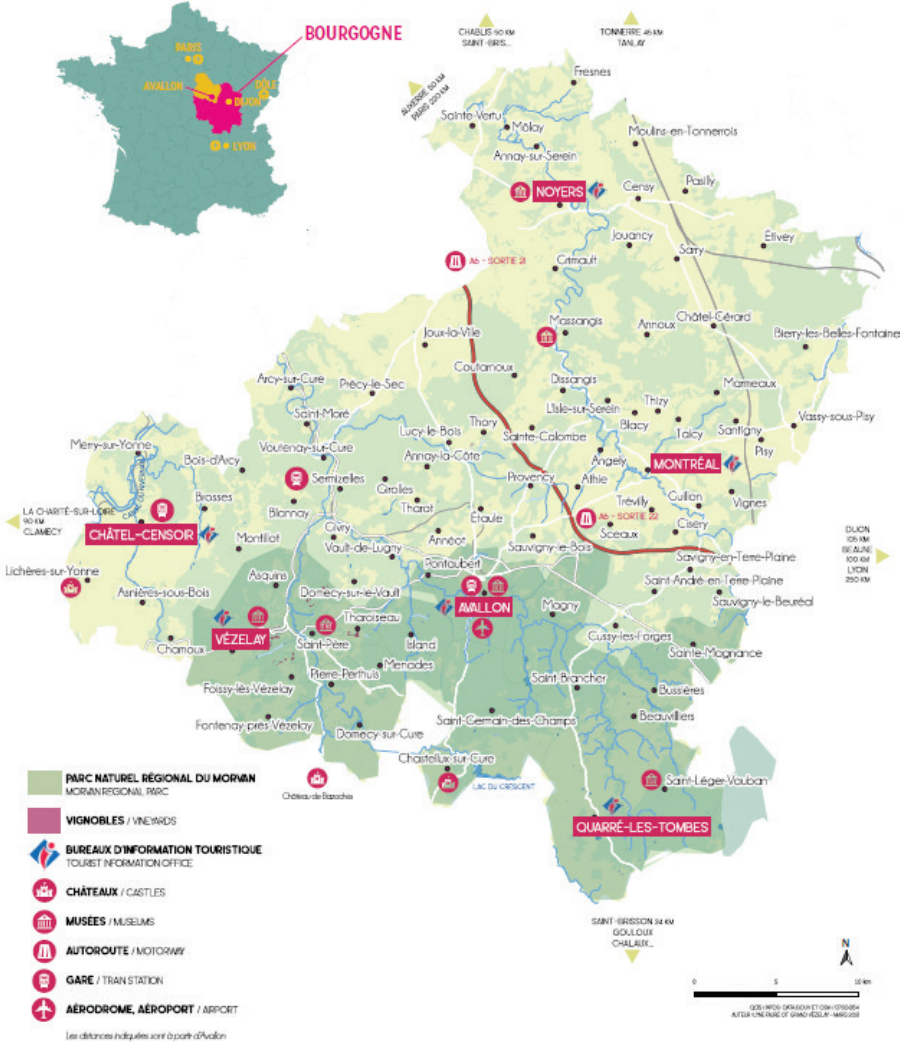 BOURGOGNE
PARIS
AVALLON
DÔLE
DIJON
LYON
CHABLIS 50 KM
SAINT-BRIS...
TONNERRE 45 KM
TANLAY
AUXERRE 50 KM
PARIS 220 KM
Fresnes
Sainte-Vertu
Môlay
Annay-sur-Serein
Moulins-en-Tonnerrois
NOYERS
Censy
Pasilly
Jouancy
Sarry
Étivey
Grimault
A6 - SORTIE 21
Massangis
Annoux
Châtel-Gérard
Bierry-les-Belles-Fontaine
Joux-la-Ville
Coutarnoux
Arcy-sur-Cure
Précy-le-Sec
Dissangis
Marmeaux
L'Isle-sur-Serein
Thizy
Blacy
Talcy
Santigny
Vassy-sous-Pisy
Pisy
Saint-Moré
Lucy-le-Bois
Thory
Sainte-Colombe
Merry-sur-Yonne
Bois-d'Arcy
Voutenay-sur-Cure
Annay-la-Côte
Angely
MONTRÉAL
Sermizelles
Girolles
Provency
Athie
Brosses
Blannay
Tharot
Trévilly
Guillon
Vignes
LA CHARITÉ-SUR-LOIRE
90 KM
CLAMECY
CHÂTEL-CENSOIR
Givry
Étaule
A6 - SORTIE 22
Cisery
Sceaux
Montillot
Vault-de-Lugny
Annéot
Sauvigny-le-Bois
Savigny-en-Terre-Plaine
DIJON
105 KM
BEAUNE
100 KM
LYON
250 KM
Lichères-sur-Yonne
Asquins
Pontaubert
Saint-André-en-Terre-Plaine
Asnières-sous-Bois
Domecy-sur-le-Vault
AVALLON
Magny
Sauvigny-le-Beuréal
VÉZELAY
Tharoiseau
Chamoux
Saint-Père
Island
Cussy-les-Forges
Sainte-Magnance
Menades
Foissy-lès-Vézelay
Pierre-Perthuis
Saint-Brancher
Bussières
Fontenay-près-Vézelay
Domecy-sur-Cure
Saint-Germain-des-Champs
Beauvilliers
Chastellux-sur-Cure
LAC DU CRESCENT
Saint-Léger-Vauban
Château de Bazoches
QUARRÉ-LES-TOMBES
PARC NATUREL RÉGIONAL DU MORVAN
MORVAN REGIONAL PARC
VIGNOBLES / VINEYARDS
BUREAUX D'INFORMATION TOURISTIQUE
TOURIST INFORMATION OFFICE
CHÂTEAUX / CASTLES
MUSÉES / MUSEUMS
AUTOROUTE / MOTORWAY
GARE / TRAN STATION
AÉRODROME, AÉROPORT / AIRPORT
Les distances indiquées sont à partir d'Avallon
SAINT-BRISSON 24 KM
GOULOUX
CHALAUX...
N
0 5 10 km